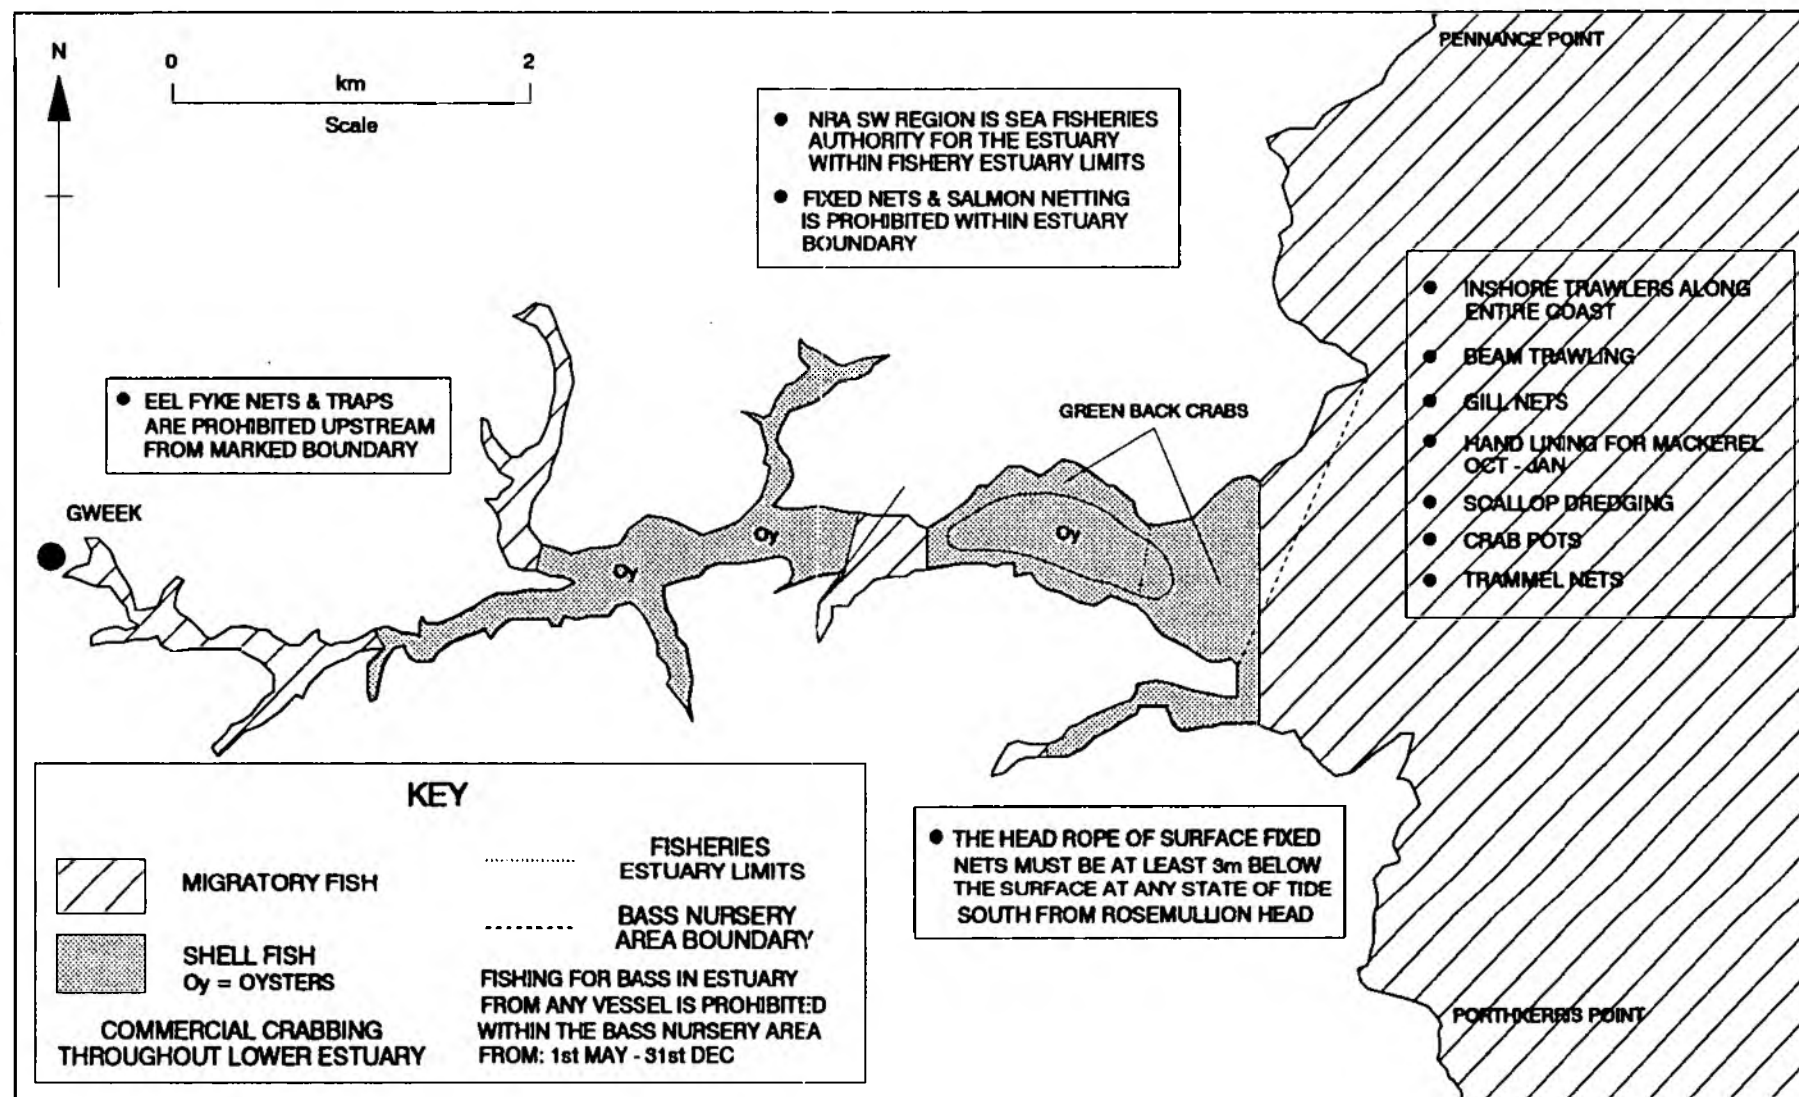 PENNANCE POINT
N
0
2
km
Scale
● NRA SW REGION IS SEA FISHERIES
AUTHORITY FOR THE ESTUARY
WITHIN FISHERY ESTUARY LIMITS
● FIXED NETS & SALMON NETTING
IS PROHIBITED WITHIN ESTUARY
BOUNDARY
● INSHORE TRAWLERS ALONG
ENTIRE COAST
● BEAM TRAWLING
● GILL NETS
● HAND LINING FOR MACKEREL
OCT - JAN
● SCALLOP DREDGING
● CRAB POTS
● TRAMMEL NETS
● EEL FYKE NETS & TRAPS
ARE PROHIBITED UPSTREAM
FROM MARKED BOUNDARY
GREEN BACK CRABS
GWEEK
Oy
Oy
Oy
● THE HEAD ROPE OF SURFACE FIXED
NETS MUST BE AT LEAST 3m BELOW
THE SURFACE AT ANY STATE OF TIDE
SOUTH FROM ROSEMULLION HEAD
PORTHKERRIS POINT
KEY
MIGRATORY FISH
SHELL FISH
Oy = OYSTERS
COMMERCIAL CRABBING
THROUGHOUT LOWER ESTUARY
FISHERIES
ESTUARY LIMITS
BASS NURSERY
AREA BOUNDARY
FISHING FOR BASS IN ESTUARY
FROM ANY VESSEL IS PROHIBITED
WITHIN THE BASS NURSERY AREA
FROM: 1st MAY - 31st DEC